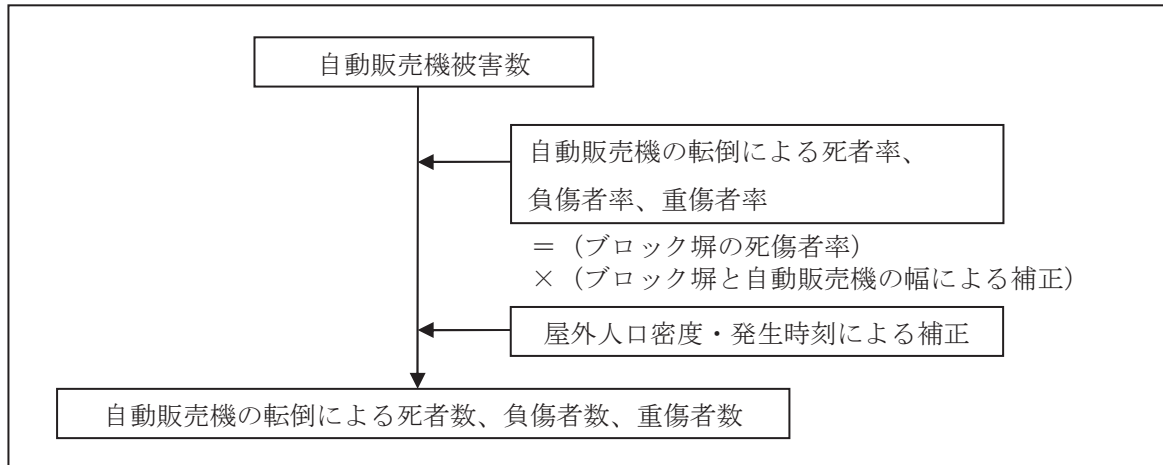 自動販売機被害数
自動販売機の転倒による死者率、
負傷者率、重傷者率
＝（ブロック塀の死傷者率）
×（ブロック塀と自動販売機の幅による補正）
屋外人口密度・発生時刻による補正
自動販売機の転倒による死者数、負傷者数、重傷者数